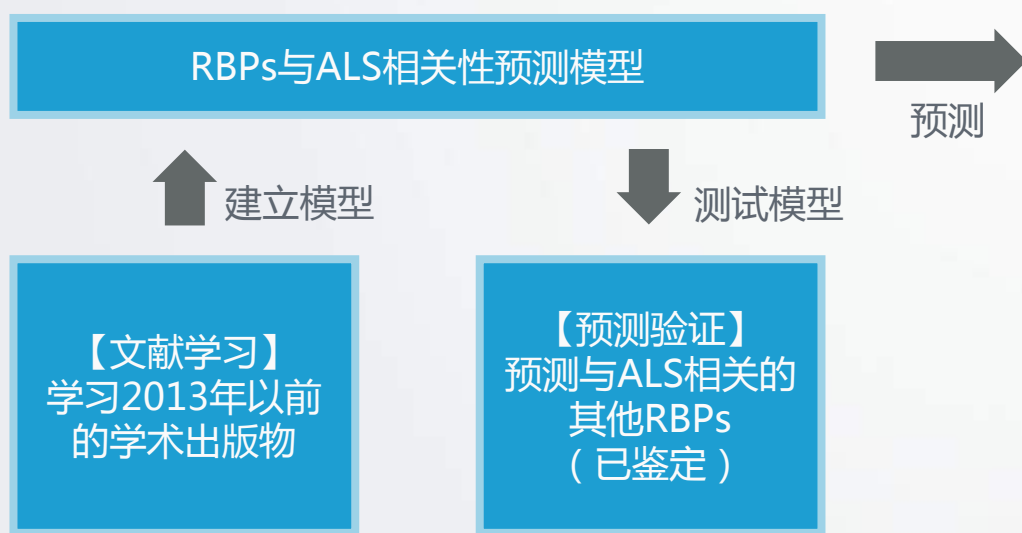 RBPs与ALS相关性预测模型
预测
建立模型
测试模型
【文献学习】
学习2013年以前
的学术出版物
【预测验证】
预测与ALS相关的
其他RBPs
（已鉴定）